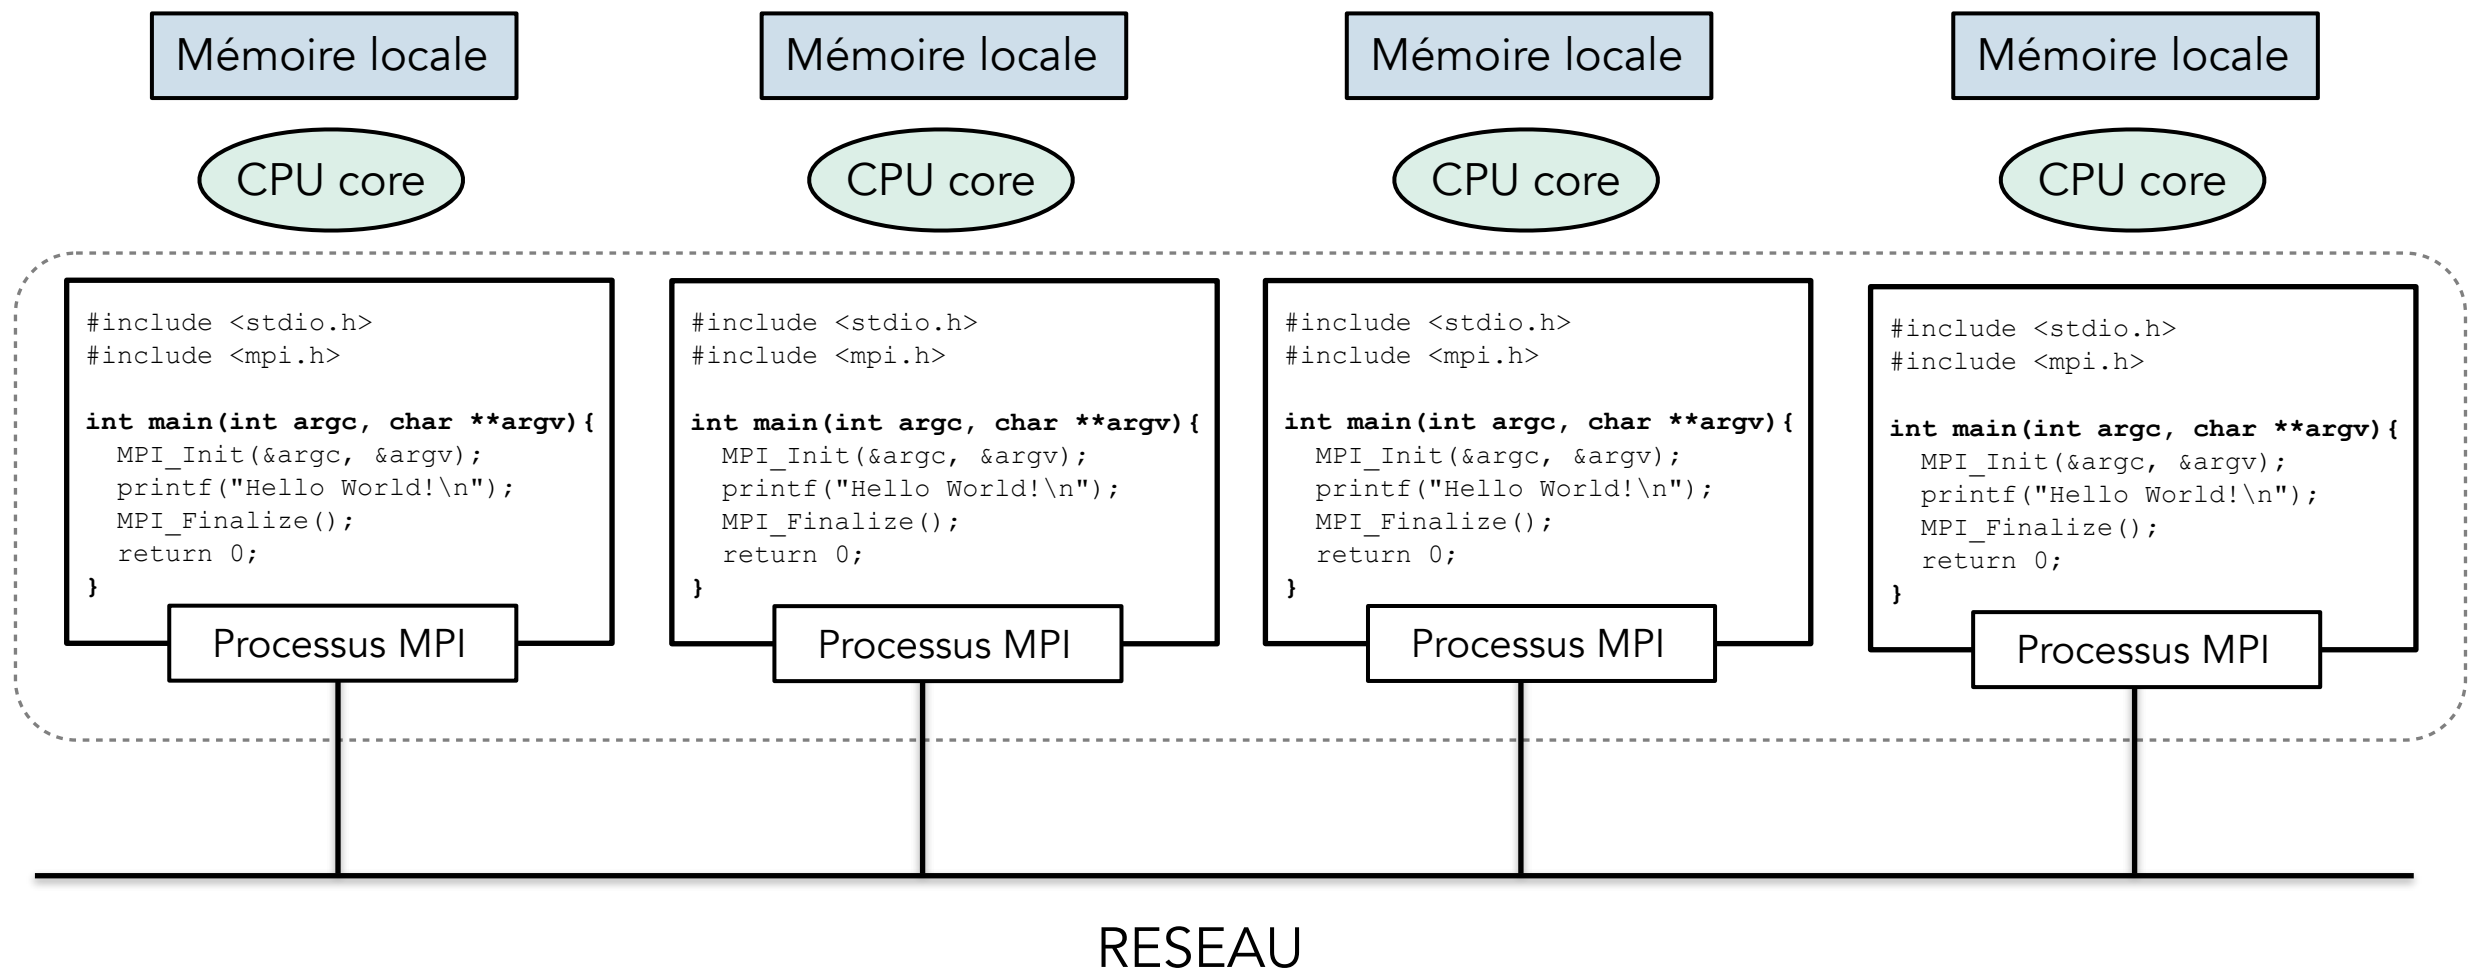 Mémoire locale
CPU core
#include <stdio.h>
#include <mpi.h>
int main(int argc, char **argv){
  MPI_Init(&argc, &argv);
  printf("Hello World!\n");
  MPI_Finalize();
  return 0;
}
Processus MPI
Mémoire locale
CPU core
#include <stdio.h>
#include <mpi.h>
int main(int argc, char **argv){
  MPI_Init(&argc, &argv);
  printf("Hello World!\n");
  MPI_Finalize();
  return 0;
}
Processus MPI
Mémoire locale
CPU core
#include <stdio.h>
#include <mpi.h>
int main(int argc, char **argv){
  MPI_Init(&argc, &argv);
  printf("Hello World!\n");
  MPI_Finalize();
  return 0;
}
Processus MPI
Mémoire locale
CPU core
#include <stdio.h>
#include <mpi.h>
int main(int argc, char **argv){
  MPI_Init(&argc, &argv);
  printf("Hello World!\n");
  MPI_Finalize();
  return 0;
}
Processus MPI
RESEAU